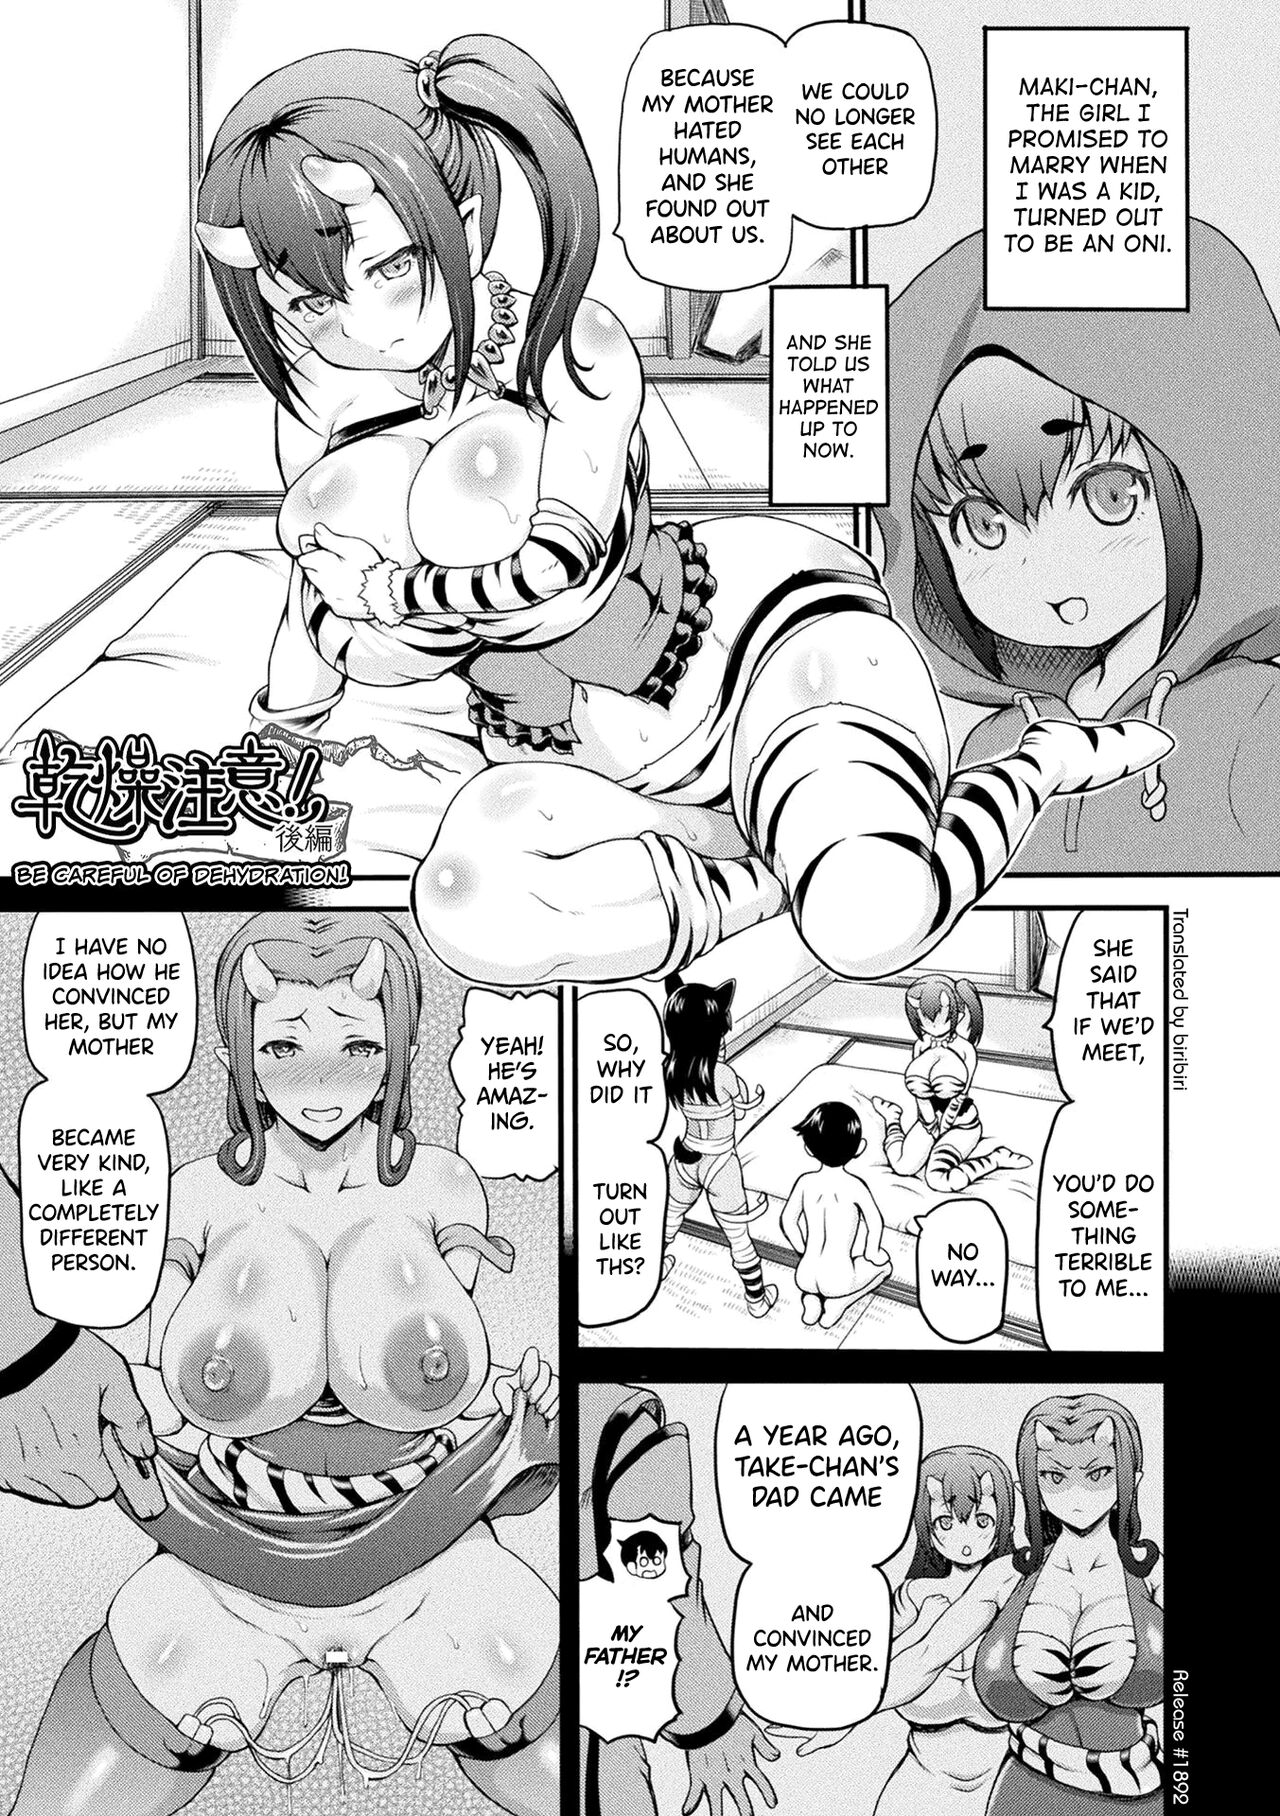 MAKI-CHAN,
THE GIRL I
PROMISED TO
MARRY WHEN
I WAS A KID,
TURNED OUT
TO BE AN ONI.
WE COULD
NO LONGER
SEE EACH
OTHER
BECAUSE
MY MOTHER
HATED
HUMANS,
AND SHE
FOUND OUT
ABOUT US.
AND SHE
TOLD US
WHAT
HAPPENED
UP TO
NOW.
乾燥注意!
後編
BE CAREFUL OF DEHYDRATION!
SHE
SAID THAT
IF WE'D
MEET,
YOU'D DO
SOME-
THING
TERRIBLE
TO ME...
NO
WAY...
SO, WHY
DID IT
TURN
OUT LIKE
THS?
A YEAR AGO,
TAKE-CHAN'S
DAD CAME
AND
CONVINCED
MY MOTHER.
MY
FATHER
!?
YEAH!
HE'S
AMAZ-
ING.
I HAVE NO
IDEA HOW HE
CONVINCED
HER, BUT MY
MOTHER
BECAME
VERY KIND,
LIKE A
COMPLETELY
DIFFERENT
PERSON.
Translated by biribiri
Release #1892